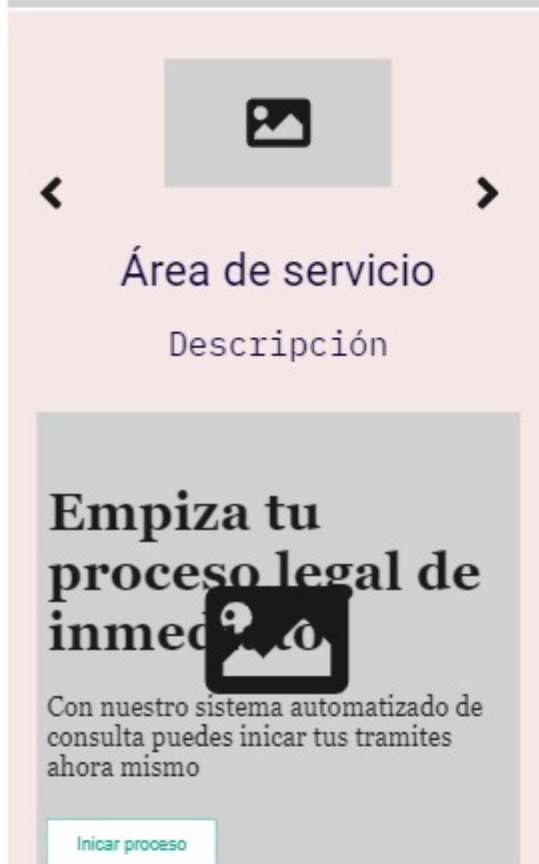 Área de servicio
Descripción
Empiza tu
proceso legal de
inmediato
Con nuestro sistema automatizado de
consulta puedes inicar tus tramites
ahora mismo
Inicar proceso